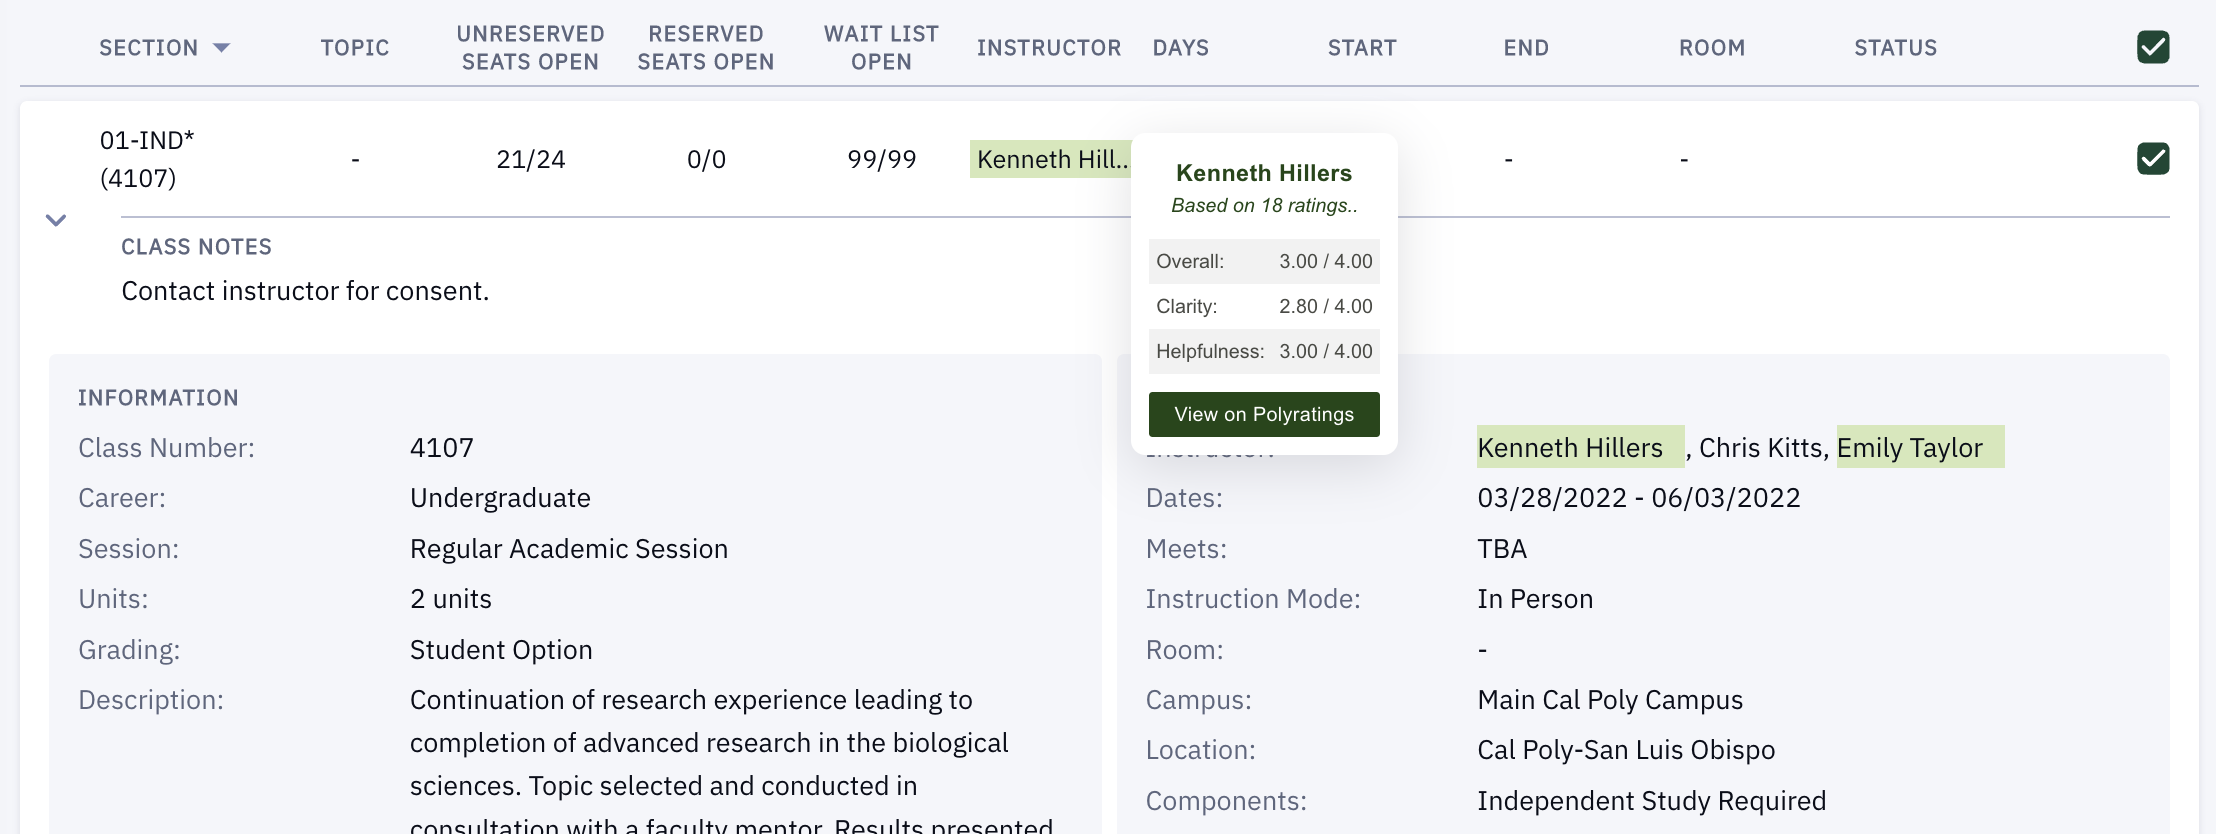 SECTION TOPIC UNRESERVED SEATS OPEN RESERVED SEATS OPEN WAIT LIST OPEN INSTRUCTOR DAYS START END ROOM STATUS
01-IND*
(4107)
- 21/24 0/0 99/99 Kenneth Hill.. - -
Kenneth Hillers
Based on 18 ratings..
Overall: 3.00 / 4.00
Clarity: 2.80 / 4.00
Helpfulness: 3.00 / 4.00
View on Polyratings
CLASS NOTES
Contact instructor for consent.
INFORMATION
Class Number: 4107
Career: Undergraduate
Session: Regular Academic Session
Units: 2 units
Grading: Student Option
Description: Continuation of research experience leading to
completion of advanced research in the biological
sciences. Topic selected and conducted in
consultation with a faculty mentor. Results presented
Instructor: Kenneth Hillers , Chris Kitts, Emily Taylor
Dates: 03/28/2022 - 06/03/2022
Meets: TBA
Instruction Mode: In Person
Room: -
Campus: Main Cal Poly Campus
Location: Cal Poly-San Luis Obispo
Components: Independent Study Required